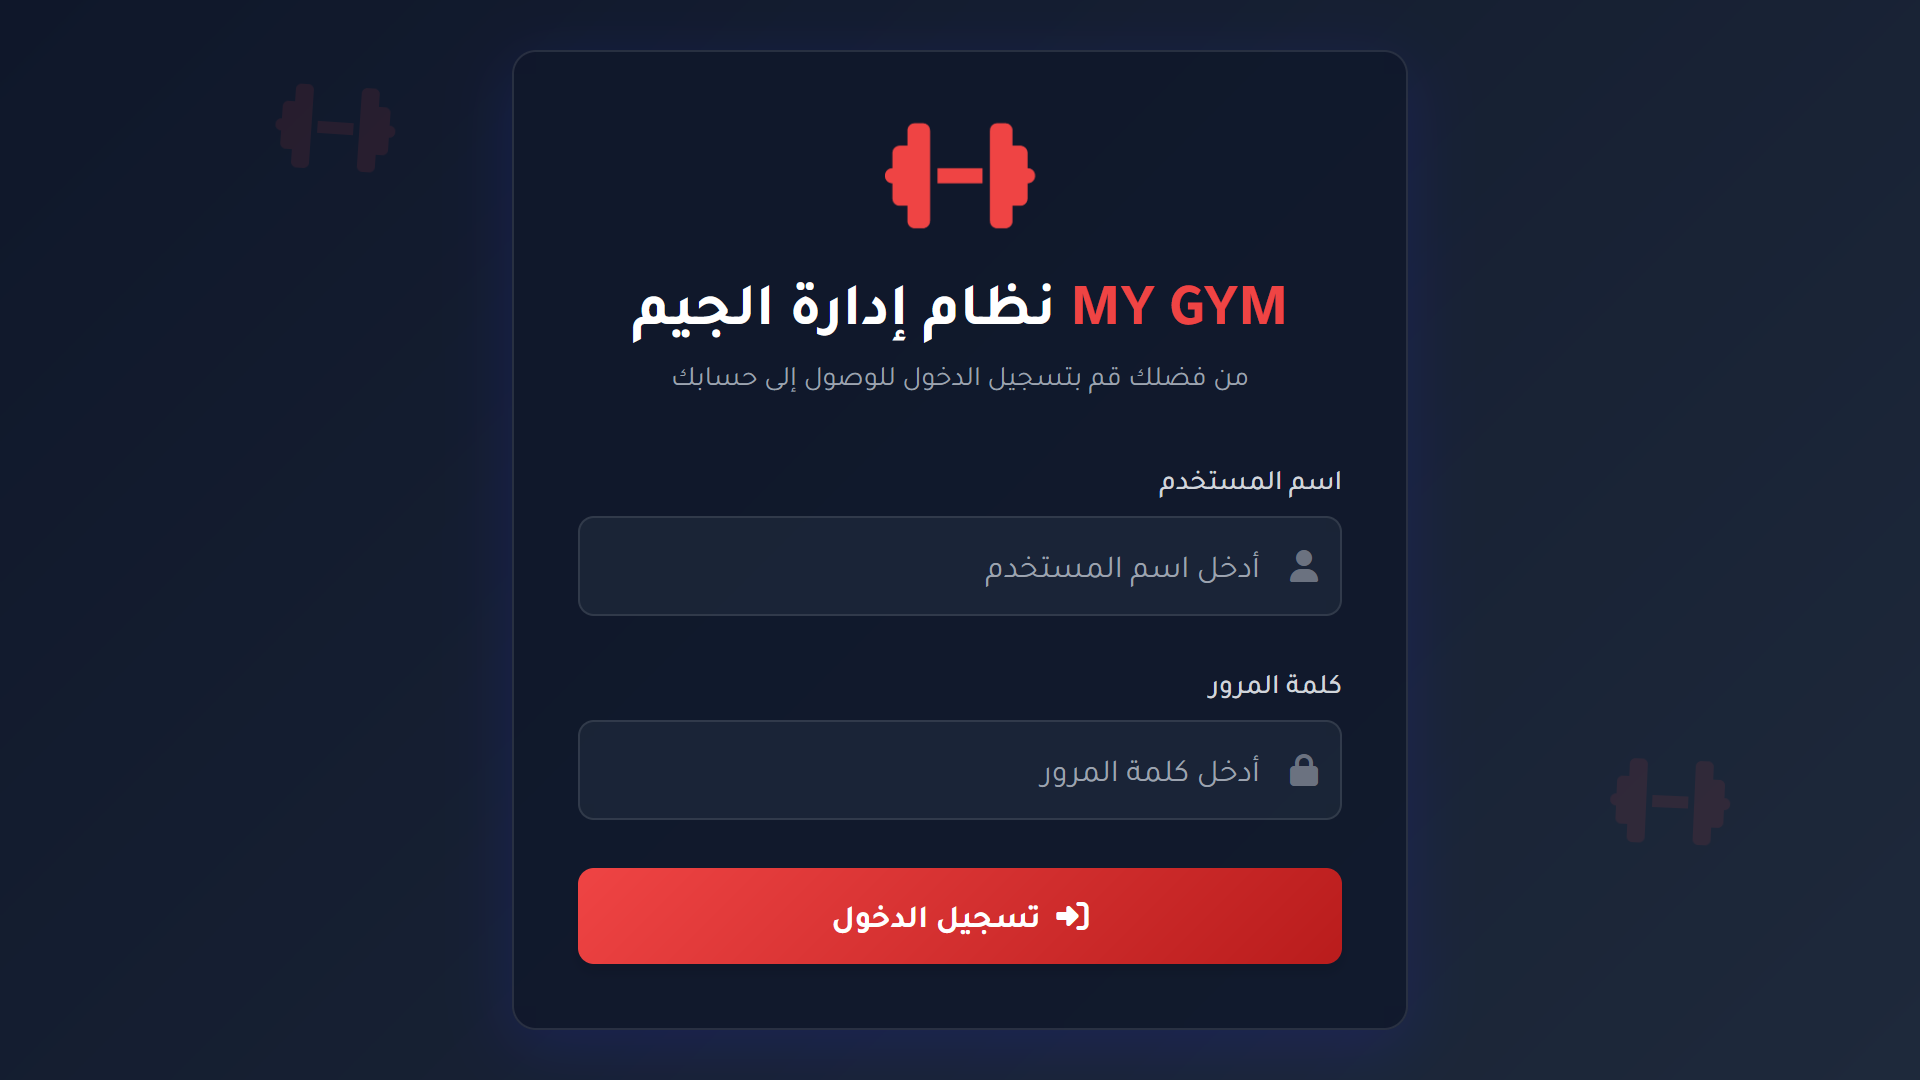 MY GYM نظام إدارة الجيم
من فضلك قم بتسجيل الدخول للوصول إلى حسابك
اسم المستخدم
أدخل اسم المستخدم
كلمة المرور
أدخل كلمة المرور
تسجيل الدخول